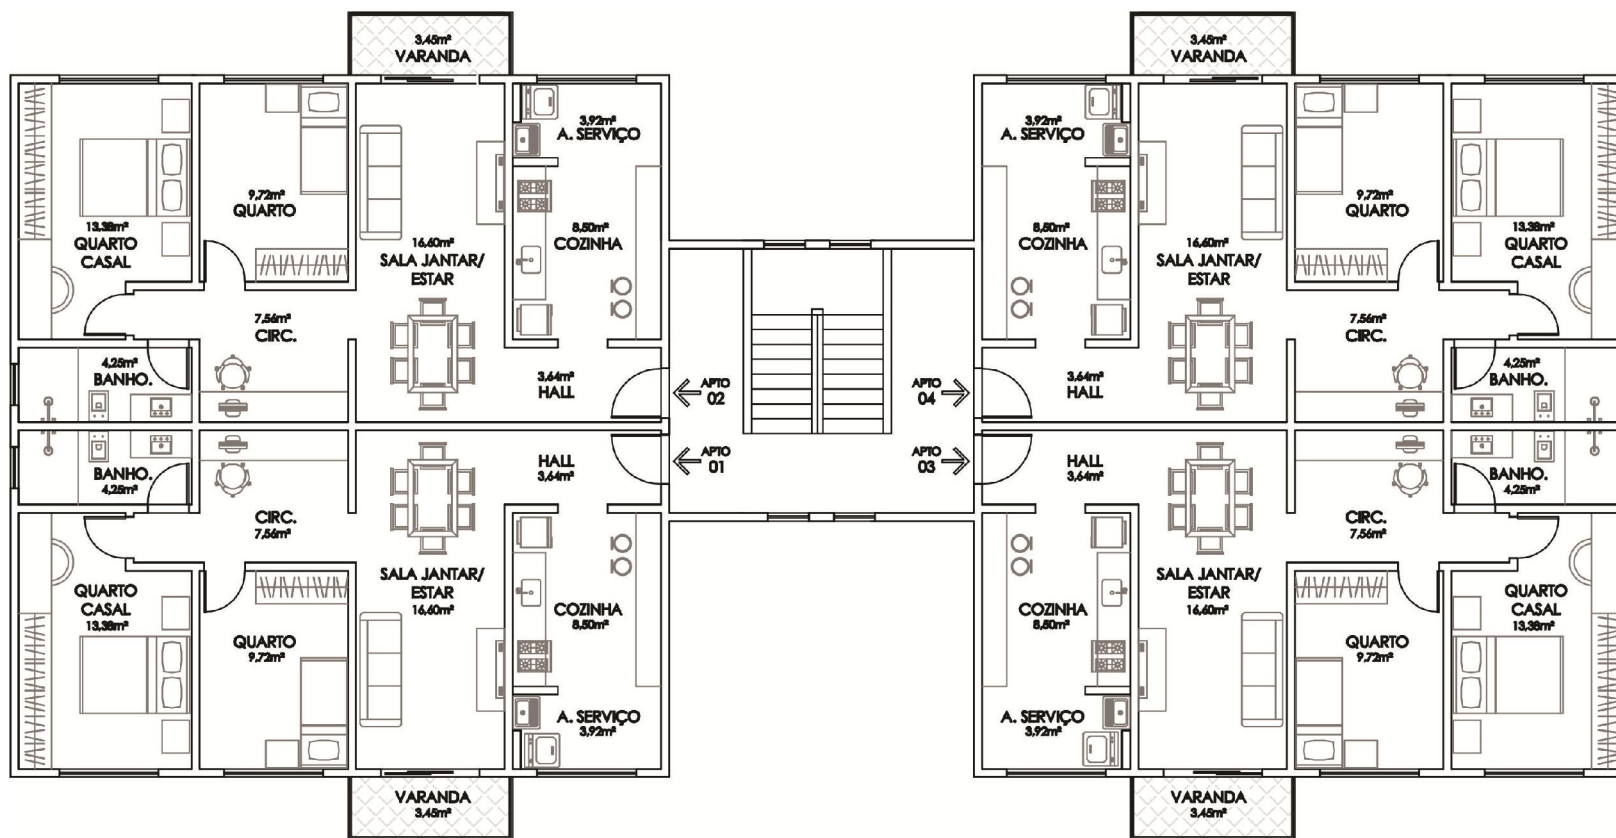 3,45m²
VARANDA
3,45m²
VARANDA
3,92m²
A. SERVIÇO
3,92m²
A. SERVIÇO
9,72m²
QUARTO
9,72m²
QUARTO
13,38m²
QUARTO
CASAL
16,60m²
SALA JANTAR/
ESTAR
8,50m²
COZINHA
8,50m²
COZINHA
16,60m²
SALA JANTAR/
ESTAR
13,38m²
QUARTO
CASAL
7,56m²
CIRC.
7,56m²
CIRC.
4,25m²
BANHO.
3,64m²
HALL
APTO
02
APTO
04
3,64m²
HALL
4,25m²
BANHO.
BANHO.
4,25m²
HALL
3,64m²
APTO
01
APTO
03
HALL
3,64m²
BANHO.
4,25m²
CIRC.
7,56m²
CIRC.
7,56m²
QUARTO
CASAL
13,38m²
SALA JANTAR/
ESTAR
16,60m²
COZINHA
8,50m²
COZINHA
8,50m²
SALA JANTAR/
ESTAR
16,60m²
QUARTO
CASAL
13,38m²
QUARTO
9,72m²
QUARTO
9,72m²
A. SERVIÇO
3,92m²
A. SERVIÇO
3,92m²
VARANDA
3,45m²
VARANDA
3,45m²